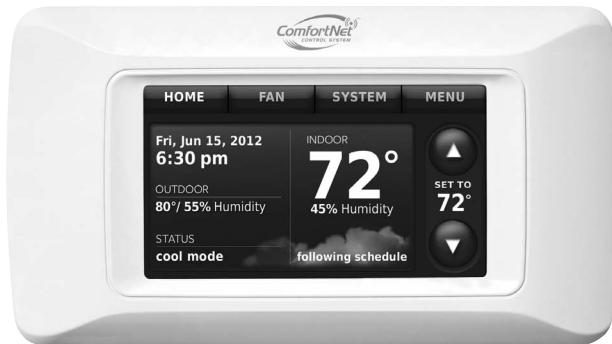 ComfortNet
CONTROL SYSTEM
HOME FAN SYSTEM MENU
Fri, Jun 15, 2012
6:30 pm
OUTDOOR
80°/ 55% Humidity
STATUS
cool mode
INDOOR
72°
45% Humidity
following schedule
SET TO
72°